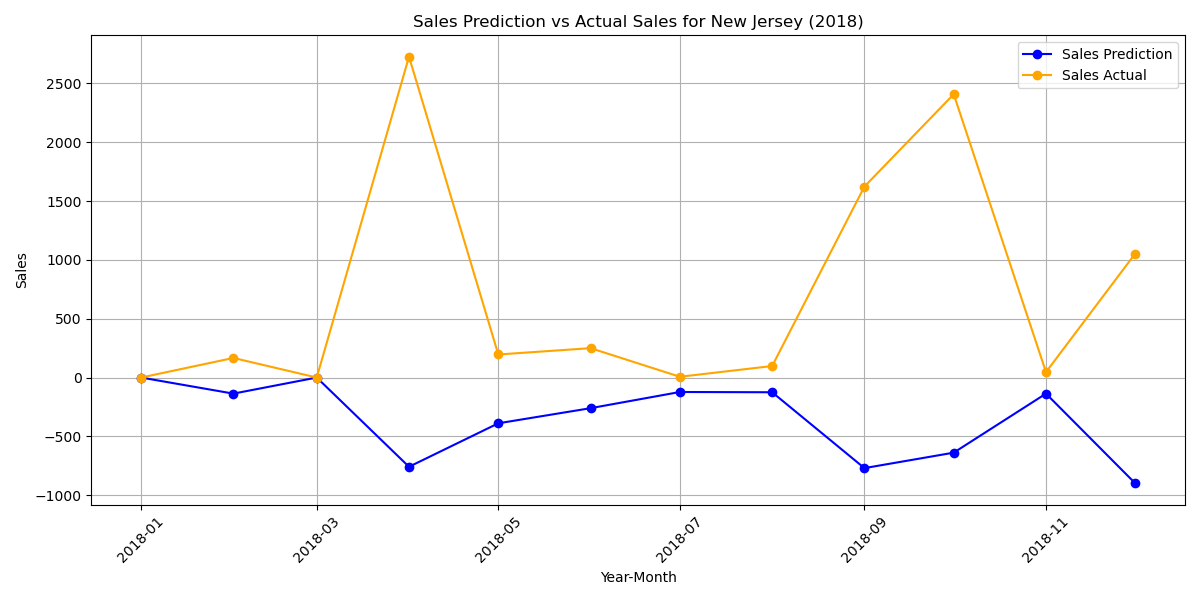 Sales Prediction vs Actual Sales for New Jersey (2018)
Sales Prediction
Sales Actual
2500
2000
1500
1000
500
0
−500
−1000
Sales
2018-01
2018-03
2018-05
2018-07
2018-09
2018-11
Year-Month